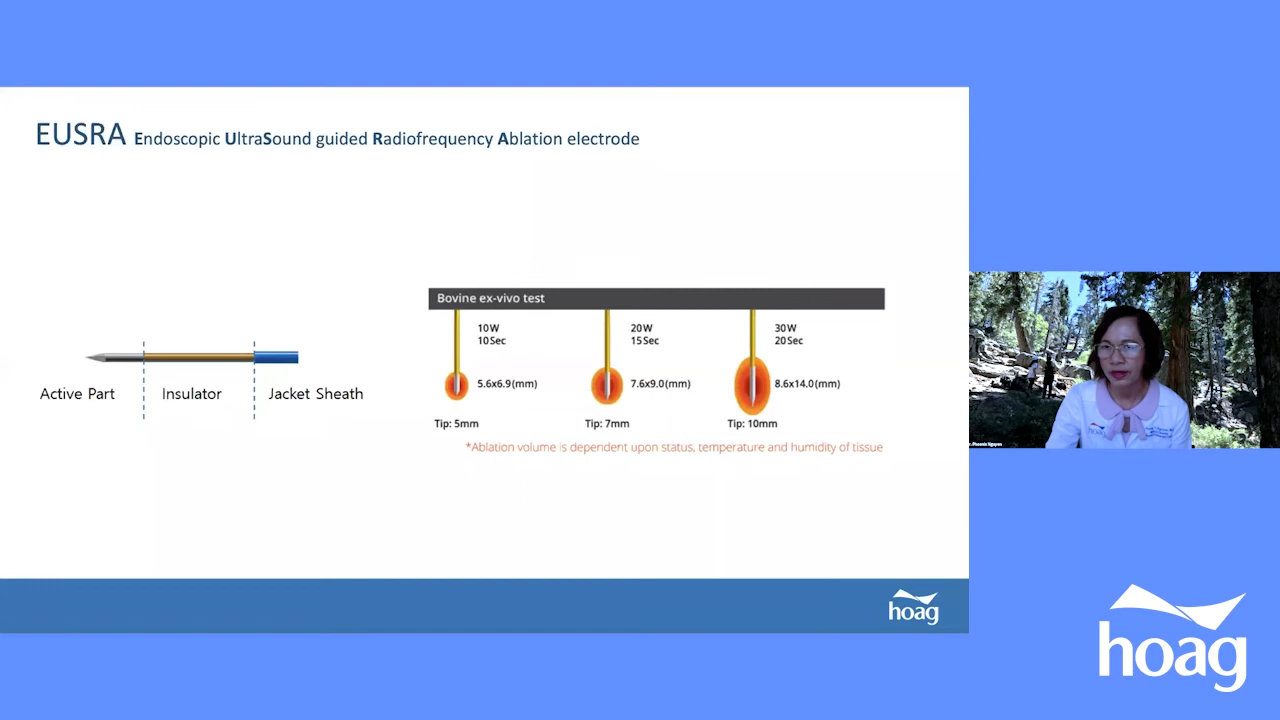 EUSRA Endoscopic UltraSound guided Radiofrequency Ablation electrode
Active Part
Insulator
Jacket Sheath
Bovine ex-vivo test
10W
10Sec
5.6x6.9(mm)
Tip: 5mm
20W
15Sec
7.6x9.0(mm)
Tip: 7mm
30W
20Sec
8.6x14.0(mm)
Tip: 10mm
*Ablation volume is dependent upon status, temperature and humidity of tissue
hoag
hoag
hoag